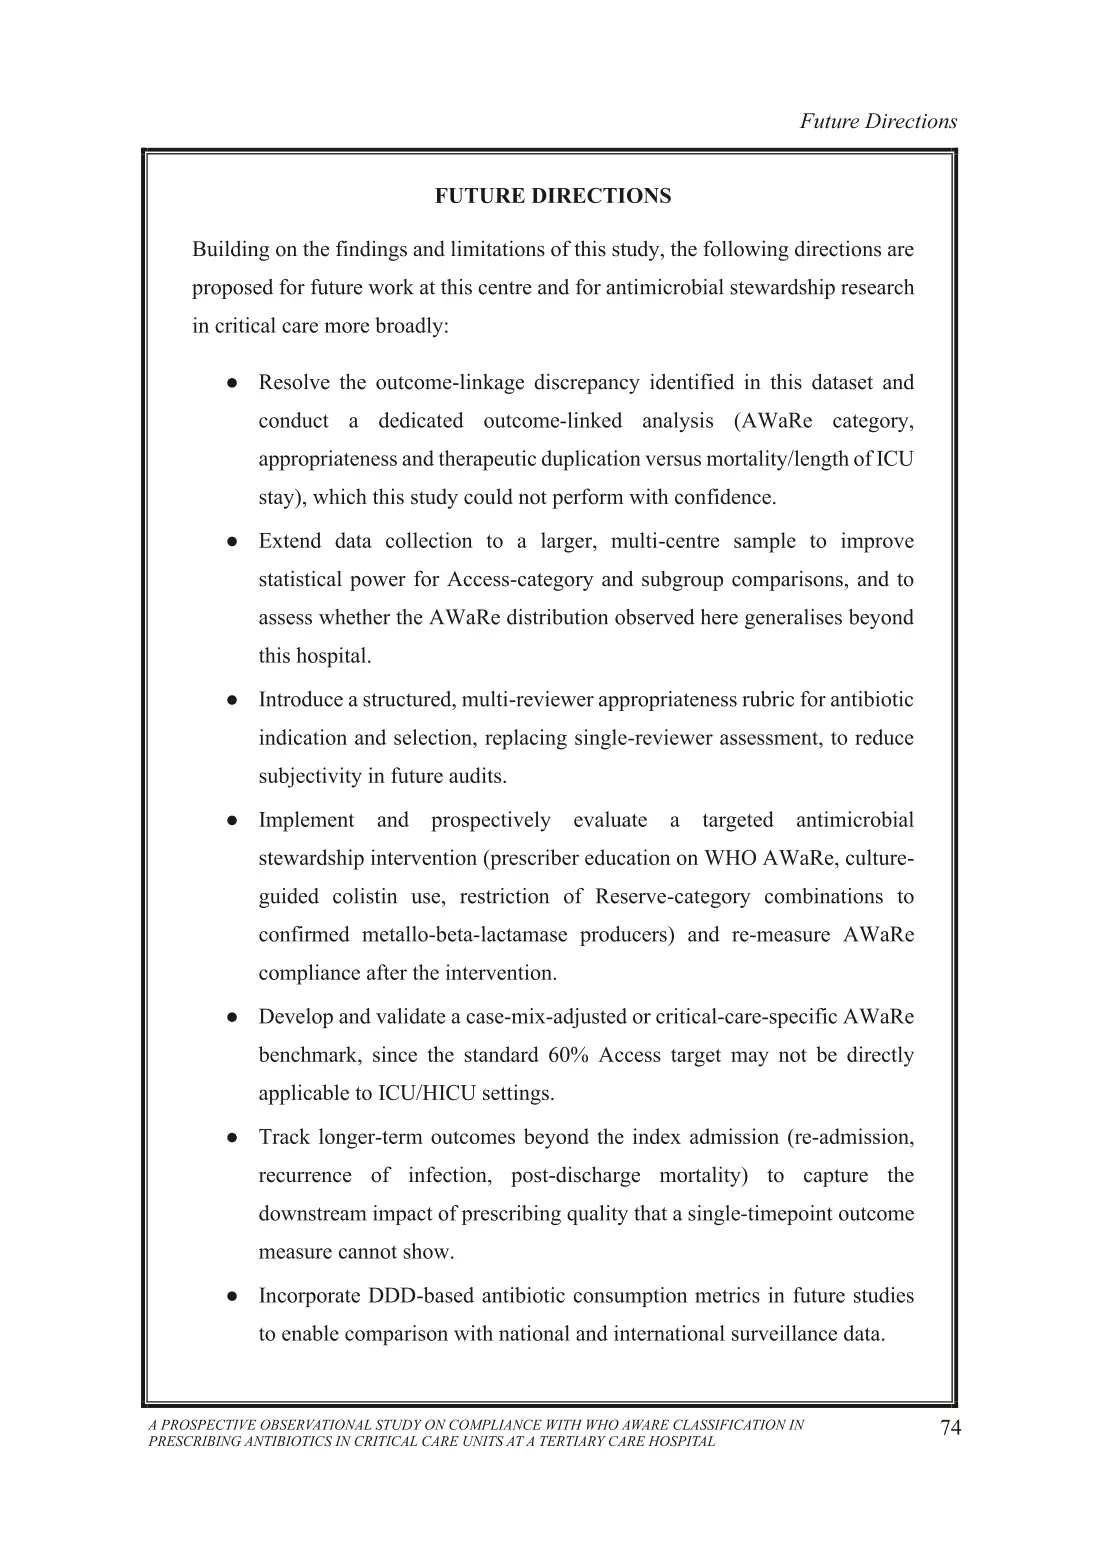 Future Directions
FUTURE DIRECTIONS
Building on the findings and limitations of this study, the following directions are
proposed for future work at this centre and for antimicrobial stewardship research
in critical care more broadly:
● Resolve the outcome-linkage discrepancy identified in this dataset and
conduct a dedicated outcome-linked analysis (AWaRe category,
appropriateness and therapeutic duplication versus mortality/length of ICU
stay), which this study could not perform with confidence.
● Extend data collection to a larger, multi-centre sample to improve
statistical power for Access-category and subgroup comparisons, and to
assess whether the AWaRe distribution observed here generalises beyond
this hospital.
● Introduce a structured, multi-reviewer appropriateness rubric for antibiotic
indication and selection, replacing single-reviewer assessment, to reduce
subjectivity in future audits.
● Implement and prospectively evaluate a targeted antimicrobial
stewardship intervention (prescriber education on WHO AWaRe, culture-
guided colistin use, restriction of Reserve-category combinations to
confirmed metallo-beta-lactamase producers) and re-measure AWaRe
compliance after the intervention.
● Develop and validate a case-mix-adjusted or critical-care-specific AWaRe
benchmark, since the standard 60% Access target may not be directly
applicable to ICU/HICU settings.
● Track longer-term outcomes beyond the index admission (re-admission,
recurrence of infection, post-discharge mortality) to capture the
downstream impact of prescribing quality that a single-timepoint outcome
measure cannot show.
● Incorporate DDD-based antibiotic consumption metrics in future studies
to enable comparison with national and international surveillance data.
A PROSPECTIVE OBSERVATIONAL STUDY ON COMPLIANCE WITH WHO AWARE CLASSIFICATION IN
PRESCRIBING ANTIBIOTICS IN CRITICAL CARE UNITS AT A TERTIARY CARE HOSPITAL
74